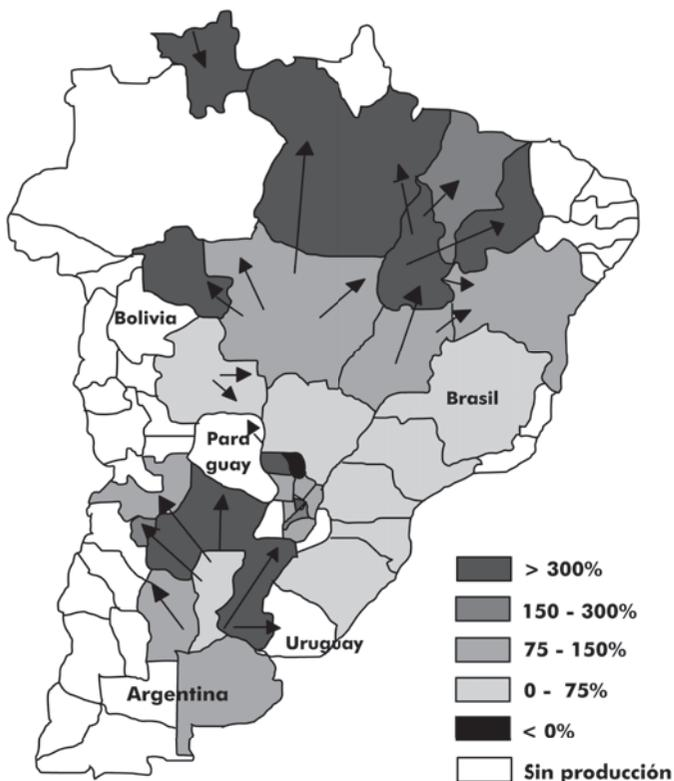 Bolivia
Brasil
Para
guay
> 300%
150 - 300%
75 - 150%
Uruguay
0 - 75%
Argentina
< 0%
Sin producción